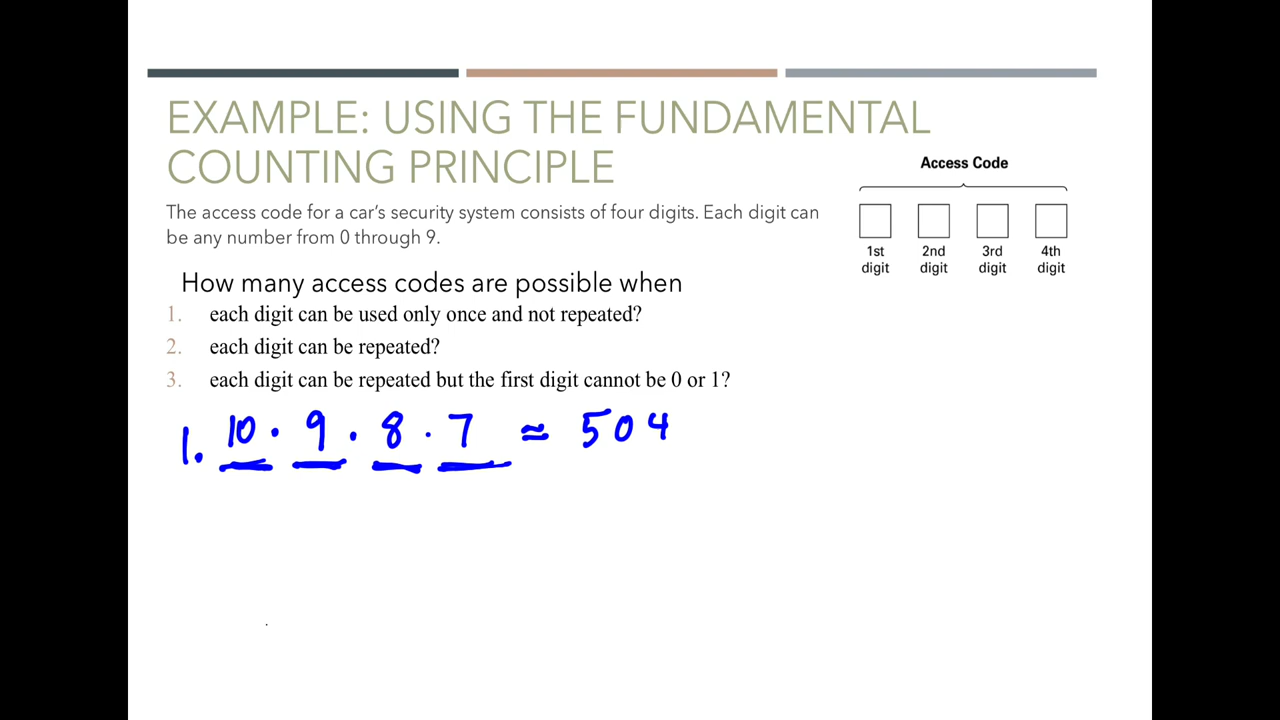 EXAMPLE: USING THE FUNDAMENTAL
COUNTING PRINCIPLE
The access code for a car's security system consists of four digits. Each digit can
be any number from 0 through 9.
Access Code
1st digit
2nd digit
3rd digit
4th digit
How many access codes are possible when
1. each digit can be used only once and not repeated?
2. each digit can be repeated?
3. each digit can be repeated but the first digit cannot be 0 or 1?
1. 10 · 9 · 8 · 7 = 504